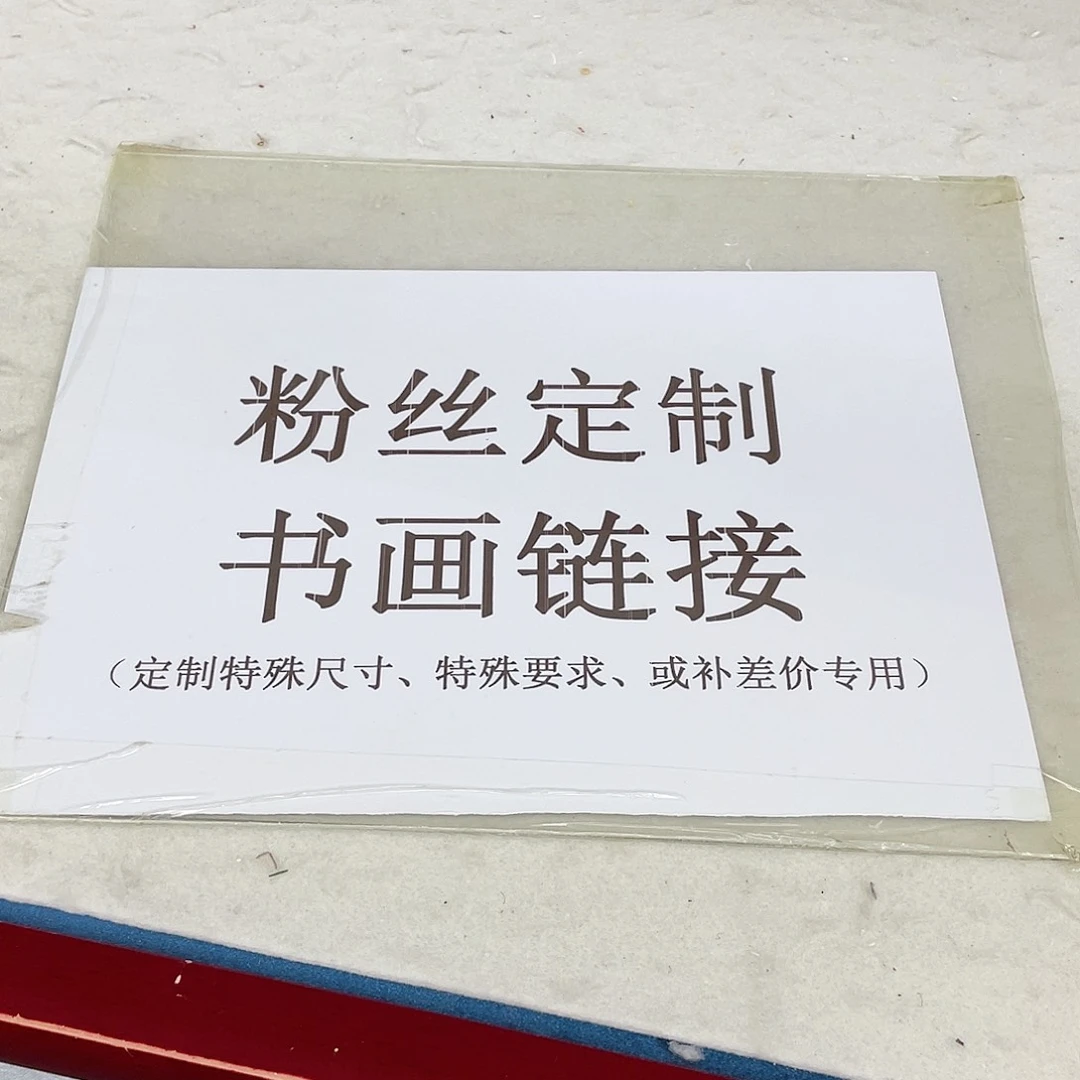 粉丝定制
书画链接
（定制特殊尺寸、特殊要求、或补差价专用）